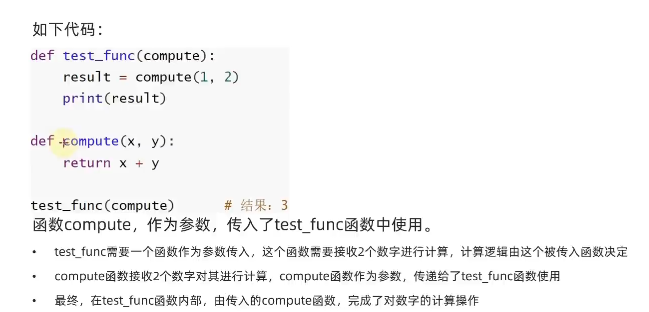 如下代码：
def test_func(compute):
    result = compute(1, 2)
    print(result)
def compute(x, y):
    return x + y
test_func(compute)      # 结果：3
函数compute，作为参数，传入了test_func函数中使用。
• test_func需要一个函数作为参数传入，这个函数需要接收2个数字进行计算，计算逻辑由这个被传入函数决定
• compute函数接收2个数字对其进行计算，compute函数作为参数，传递给了test_func函数使用
• 最终，在test_func函数内部，由传入的compute函数，完成了对数字的计算操作